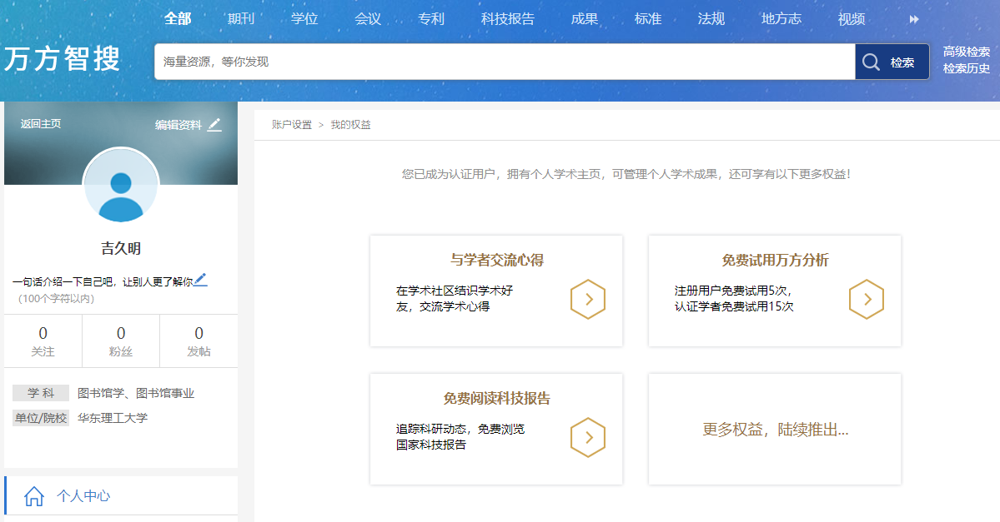 全部 期刊 学位 会议 专利 科技报告 成果 标准 法规 地方志 视频
万方智搜
海量资源，等你发现
检索
高级检索
检索历史
返回主页
编辑资料
吉久明
一句话介绍一下自己吧，让别人更了解你
（100个字符以内）
0 0 0
关注 粉丝 发帖
学 科 图书馆学、图书馆事业
单位/院校 华东理工大学
个人中心
账户设置 > 我的权益
您已成为认证用户，拥有个人学术主页，可管理个人学术成果，还可享有以下更多权益！
与学者交流心得
在学术社区结识学术好
友，交流学术心得
免费试用万方分析
注册用户免费试用5次，
认证学者免费试用15次
免费阅读科技报告
追踪科研动态，免费浏览
国家科技报告
更多权益，陆续推出...